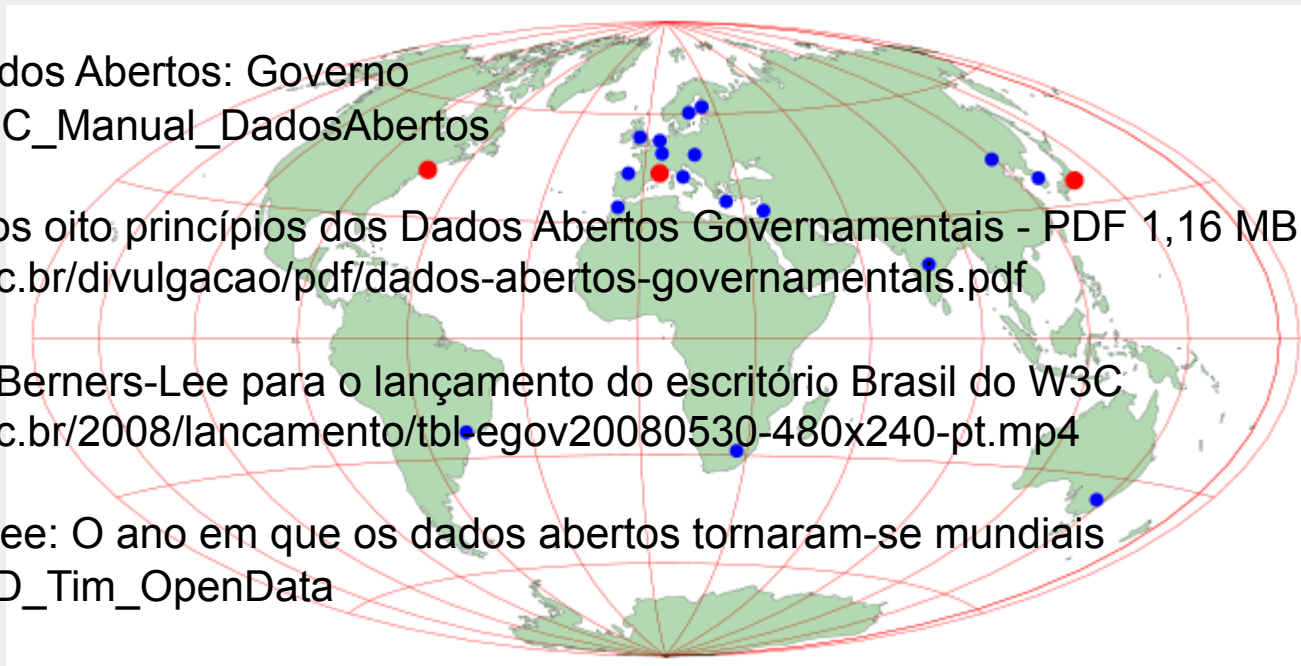 dos Abertos: Governo
C_Manual_DadosAbertos
os oito princípios dos Dados Abertos Governamentais - PDF 1,16 MB
c.br/divulgacao/pdf/dados-abertos-governamentais.pdf
Berners-Lee para o lançamento do escritório Brasil do W3C
c.br/2008/lancamento/tbl-egov20080530-480x240-pt.mp4
ee: O ano em que os dados abertos tornaram-se mundiais
D_Tim_OpenData